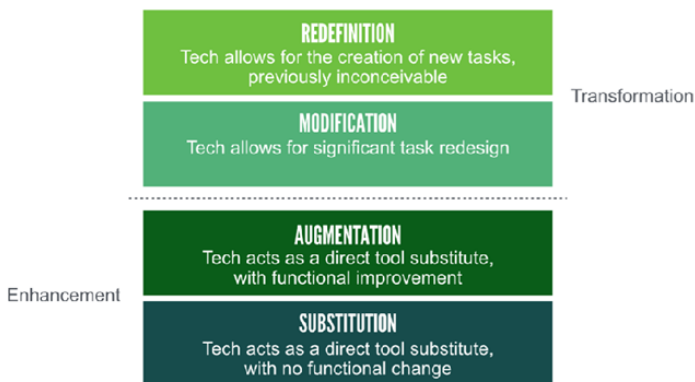 REDEFINITION
Tech allows for the creation of new tasks,
previously inconceivable
Transformation
MODIFICATION
Tech allows for significant task redesign
AUGMENTATION
Tech acts as a direct tool substitute,
with functional improvement
Enhancement
SUBSTITUTION
Tech acts as a direct tool substitute,
with no functional change